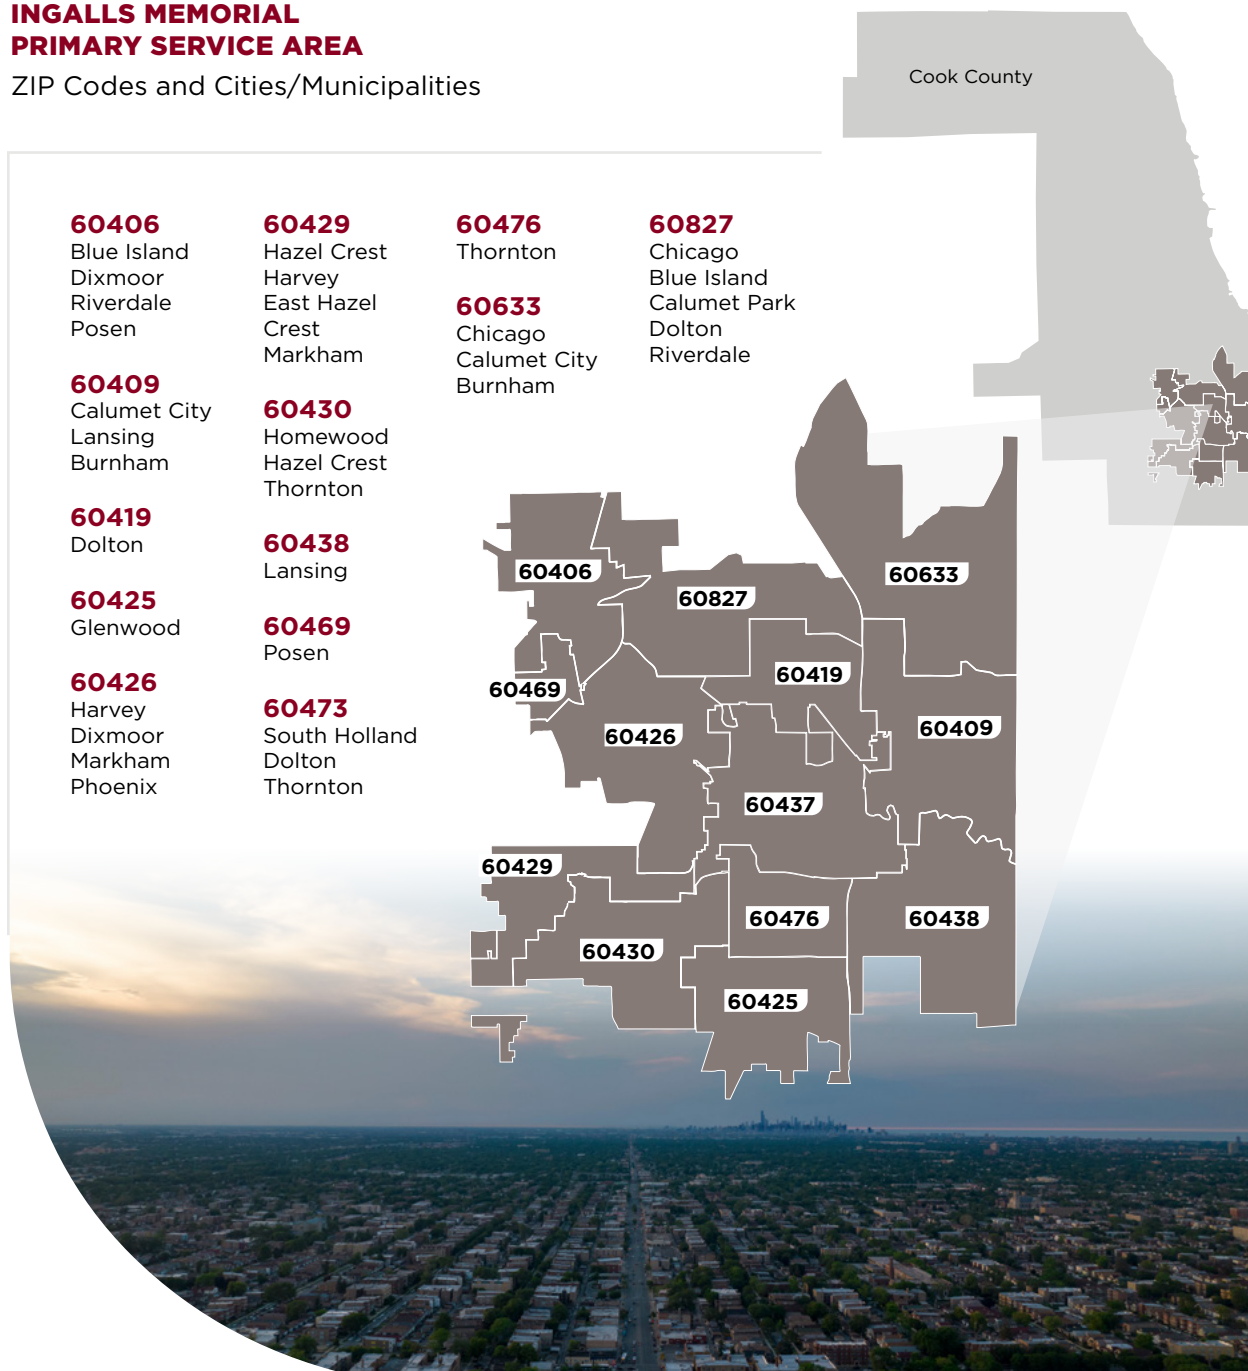 INGALLS MEMORIAL
PRIMARY SERVICE AREA
ZIP Codes and Cities/Municipalities
Cook County
60406
Blue Island
Dixmoor
Riverdale
Posen
60409
Calumet City
Lansing
Burnham
60419
Dolton
60425
Glenwood
60426
Harvey
Dixmoor
Markham
Phoenix
60429
Hazel Crest
Harvey
East Hazel
Crest
Markham
60430
Homewood
Hazel Crest
Thornton
60438
Lansing
60469
Posen
60473
South Holland
Dolton
Thornton
60476
Thornton
60633
Chicago
Calumet City
Burnham
60827
Chicago
Blue Island
Calumet Park
Dolton
Riverdale
60406
60633
60827
60419
60469
60409
60426
60437
60429
60476
60438
60430
60425